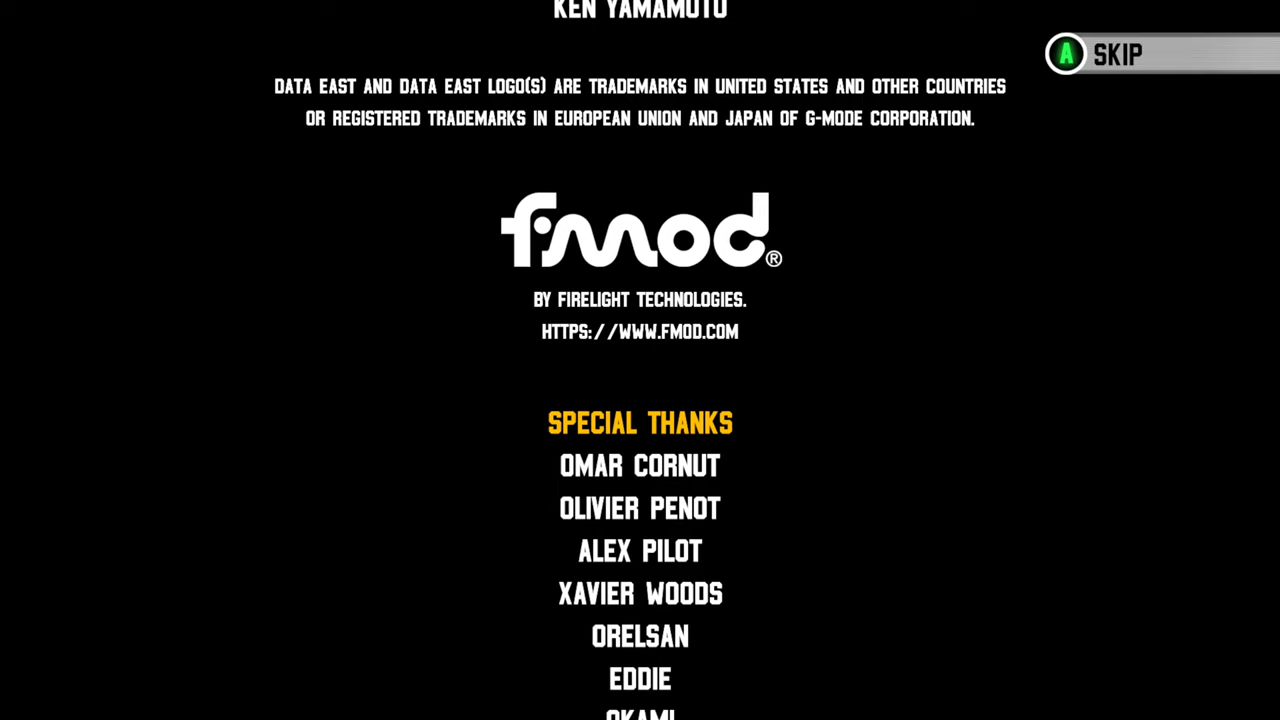 KEN YAMAMOTO
A SKIP
DATA EAST AND DATA EAST LOGO(S) ARE TRADEMARKS IN UNITED STATES AND OTHER COUNTRIES
OR REGISTERED TRADEMARKS IN EUROPEAN UNION AND JAPAN OF G-MODE CORPORATION.
fmod®
BY FIRELIGHT TECHNOLOGIES.
HTTPS://WWW.FMOD.COM
SPECIAL THANKS
OMAR CORNUT
OLIVIER PENOT
ALEX PILOT
XAVIER WOODS
ORELSAN
EDDIE
OKAMI